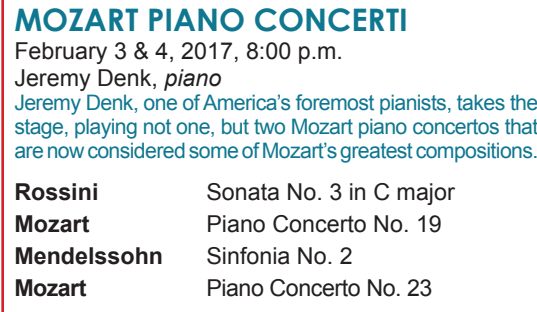 MOZART PIANO CONCERTI
February 3 & 4, 2017, 8:00 p.m.
Jeremy Denk, piano
Jeremy Denk, one of America's foremost pianists, takes the
stage, playing not one, but two Mozart piano concertos that
are now considered some of Mozart's greatest compositions.
Rossini Sonata No. 3 in C major
Mozart Piano Concerto No. 19
Mendelssohn Sinfonia No. 2
Mozart Piano Concerto No. 23